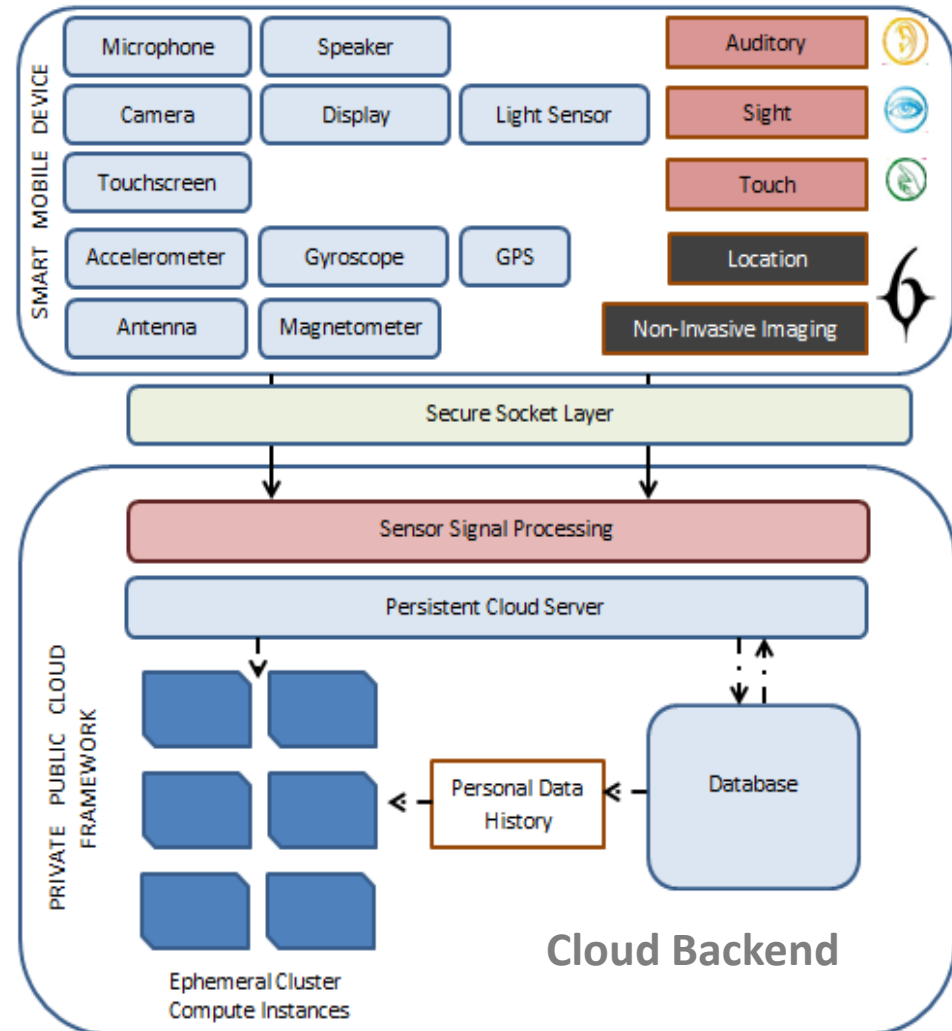 SMART MOBILE DEVICE
Microphone
Speaker
Auditory
Camera
Display
Light Sensor
Sight
Touchscreen
Touch
Accelerometer
Gyroscope
GPS
Location
Antenna
Magnetometer
Non-Invasive Imaging
6
Secure Socket Layer
PRIVATE PUBLIC CLOUD
FRAMEWORK
Sensor Signal Processing
Persistent Cloud Server
Personal Data
History
Database
Cloud Backend
Ephemeral Cluster
Compute Instances